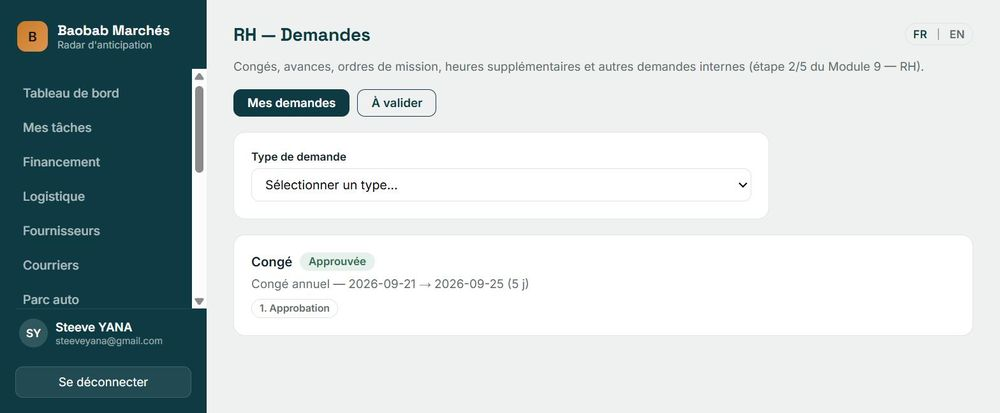 B
Baobab Marchés
Radar d'anticipation
Tableau de bord
Mes tâches
Financement
Logistique
Fournisseurs
Courriers
Parc auto
SY
Steeve YANA
steeveyana@gmail.com
Se déconnecter
RH — Demandes
FR | EN
Congés, avances, ordres de mission, heures supplémentaires et autres demandes internes (étape 2/5 du Module 9 — RH).
Mes demandes
À valider
Type de demande
Sélectionner un type...
Congé Approuvée
Congé annuel — 2026-09-21 → 2026-09-25 (5 j)
1. Approbation